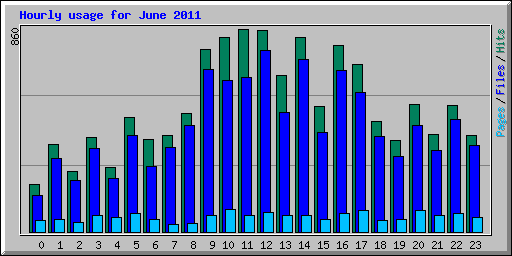 Hourly usage for June 2011
860
Pages / Files / Hits
0 1 2 3 4 5 6 7 8 9 10 11 12 13 14 15 16 17 18 19 20 21 22 23